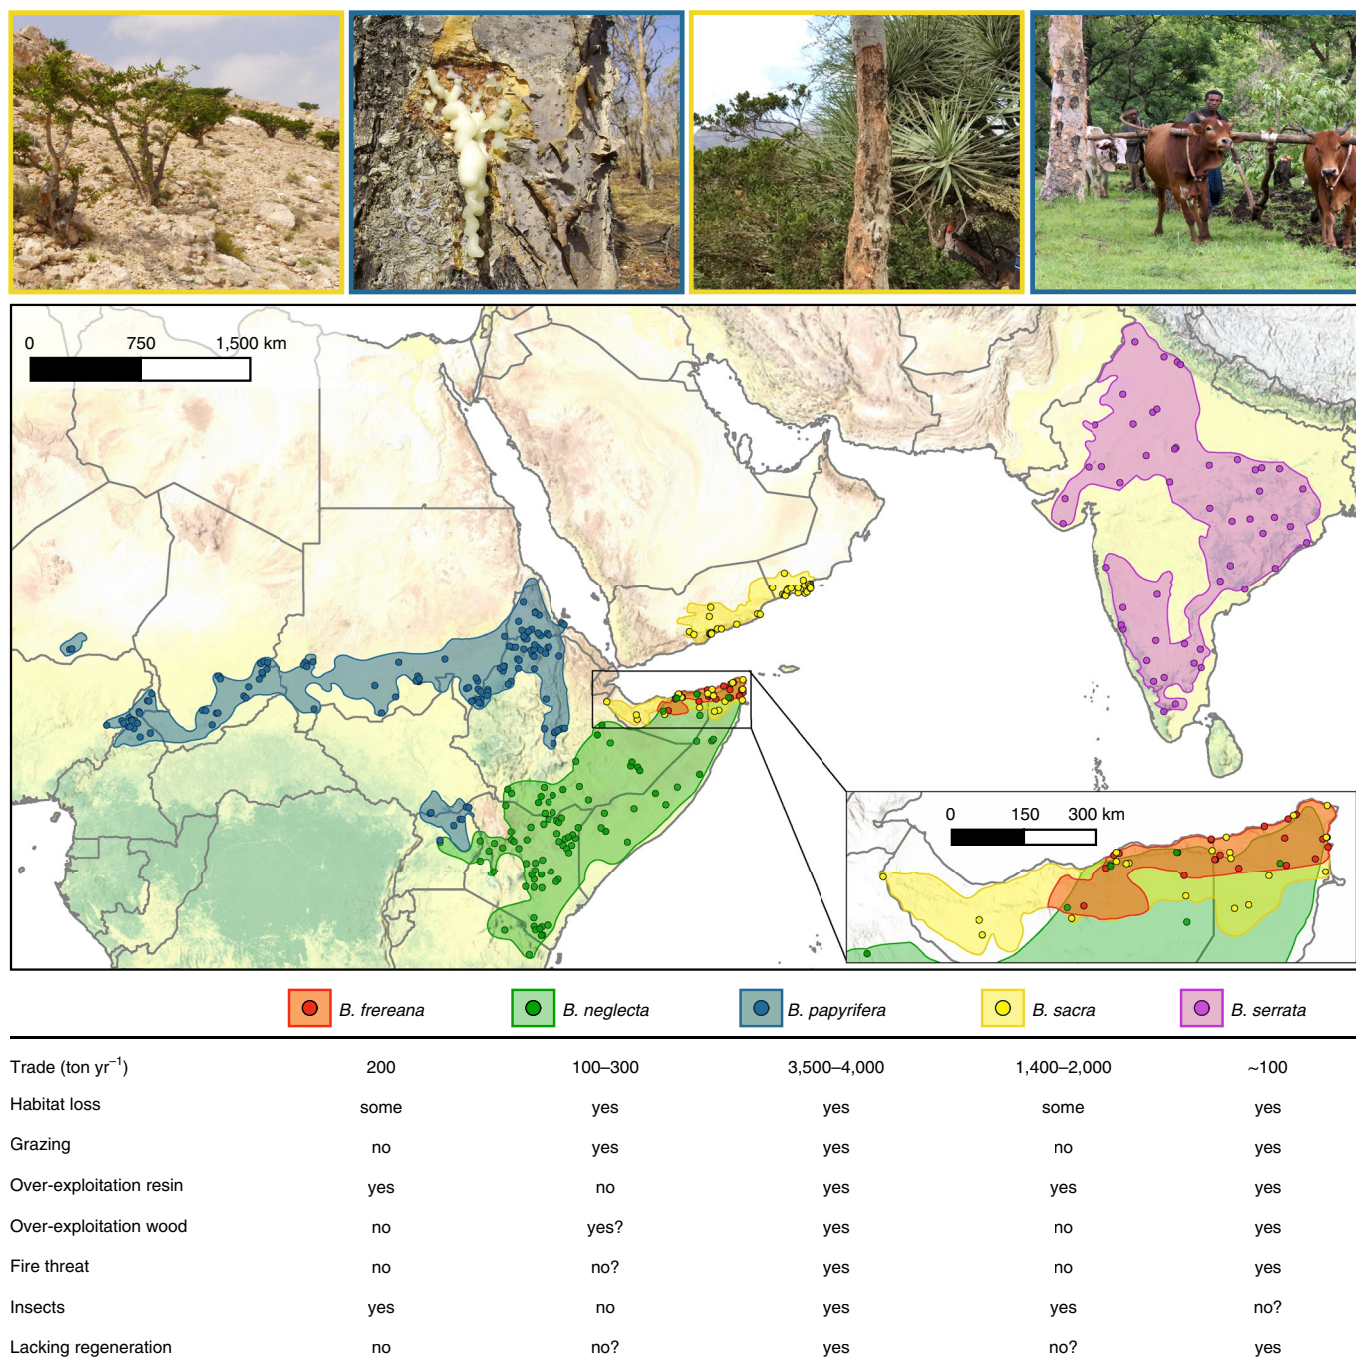 0 750 1,500 km
0 150 300 km
B. frereana B. neglecta B. papyrifera B. sacra B. serrata
Trade (ton yr⁻¹) 200 100–300 3,500–4,000 1,400–2,000 ~100
Habitat loss some yes yes some yes
Grazing no yes yes no yes
Over-exploitation resin yes no yes yes yes
Over-exploitation wood no yes? yes no yes
Fire threat no no? yes no yes
Insects yes no yes yes no?
Lacking regeneration no no? yes no? yes